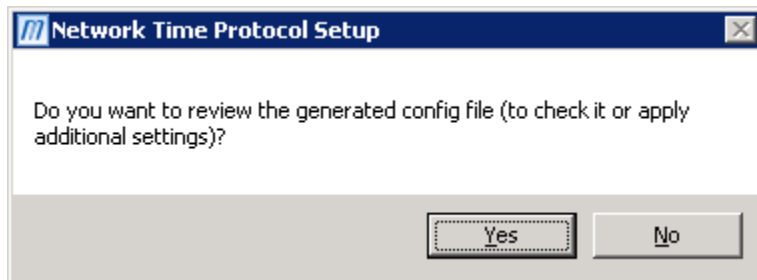 Network Time Protocol Setup
Do you want to review the generated config file (to check it or apply
additional settings)?
Yes
No